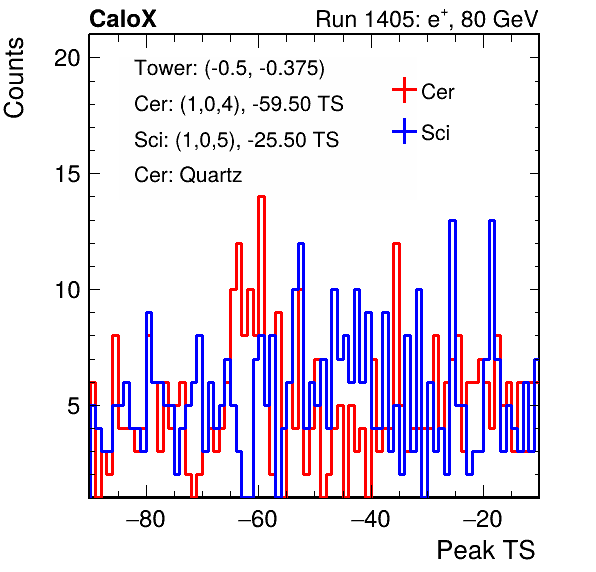 CaloX Run 1405: e⁺, 80 GeV
Counts
Tower: (-0.5, -0.375)
Cer: (1,0,4), -59.50 TS
Sci: (1,0,5), -25.50 TS
Cer: Quartz
Cer
Sci
20
15
10
5
−80 −60 −40 −20
Peak TS